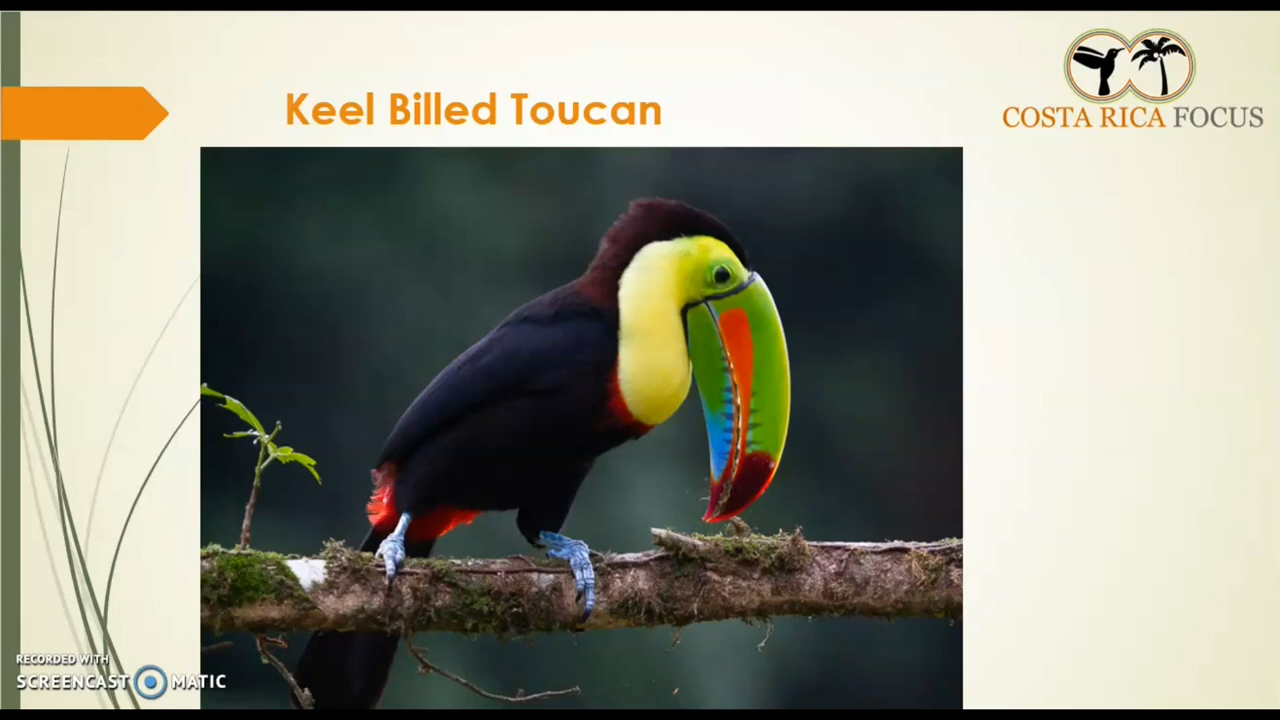 Keel Billed Toucan
COSTA RICA FOCUS
RECORDED WITH
SCREENCAST MATIC